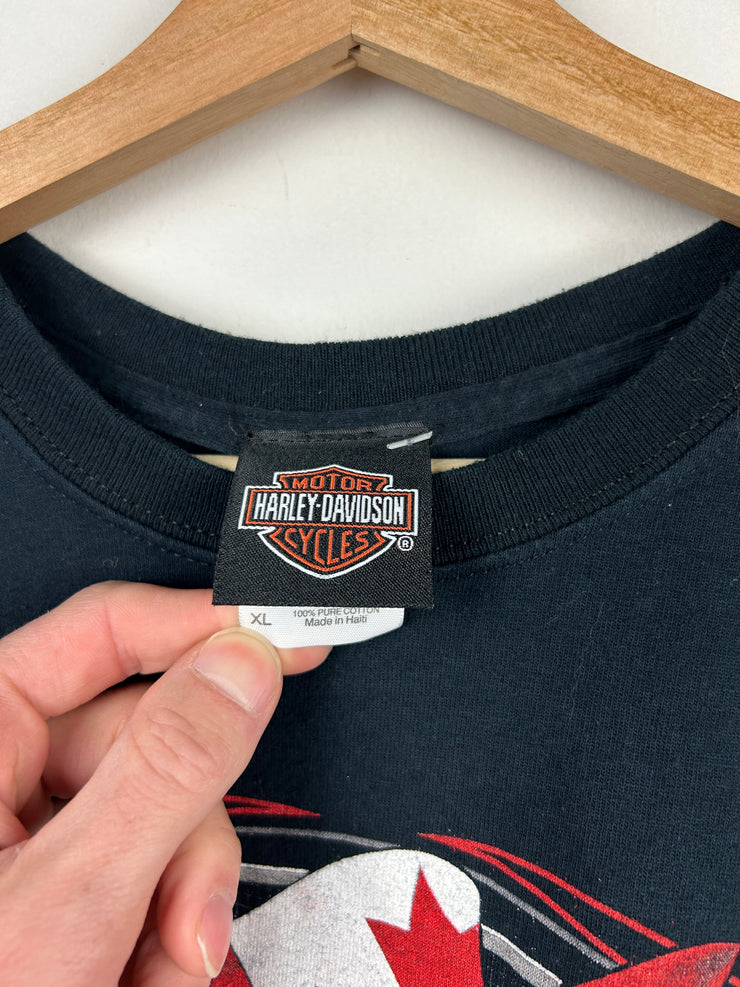 MOTOR
HARLEY-DAVIDSON
CYCLES
®
XL
100% PURE COTTON
Made in Haiti